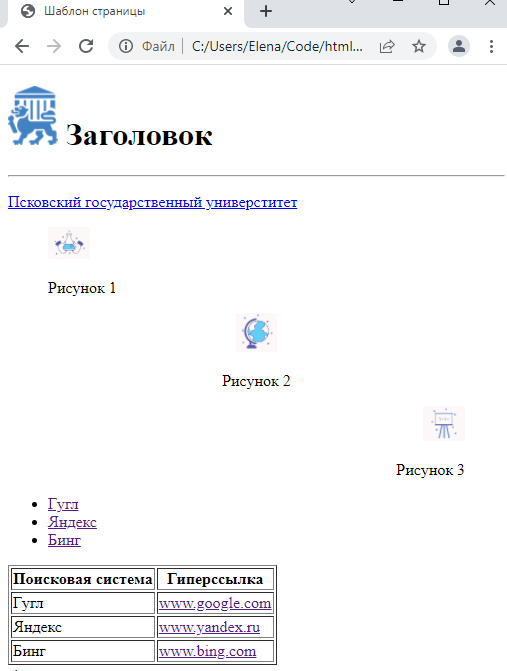 Шаблон страницы
Файл | C:/Users/Elena/Code/html...
Заголовок
Псковский государственный универститет
Рисунок 1
Рисунок 2
Рисунок 3
Гугл
Яндекс
Бинг
Поисковая система Гиперссылка
Гугл www.google.com
Яндекс www.yandex.ru
Бинг www.bing.com